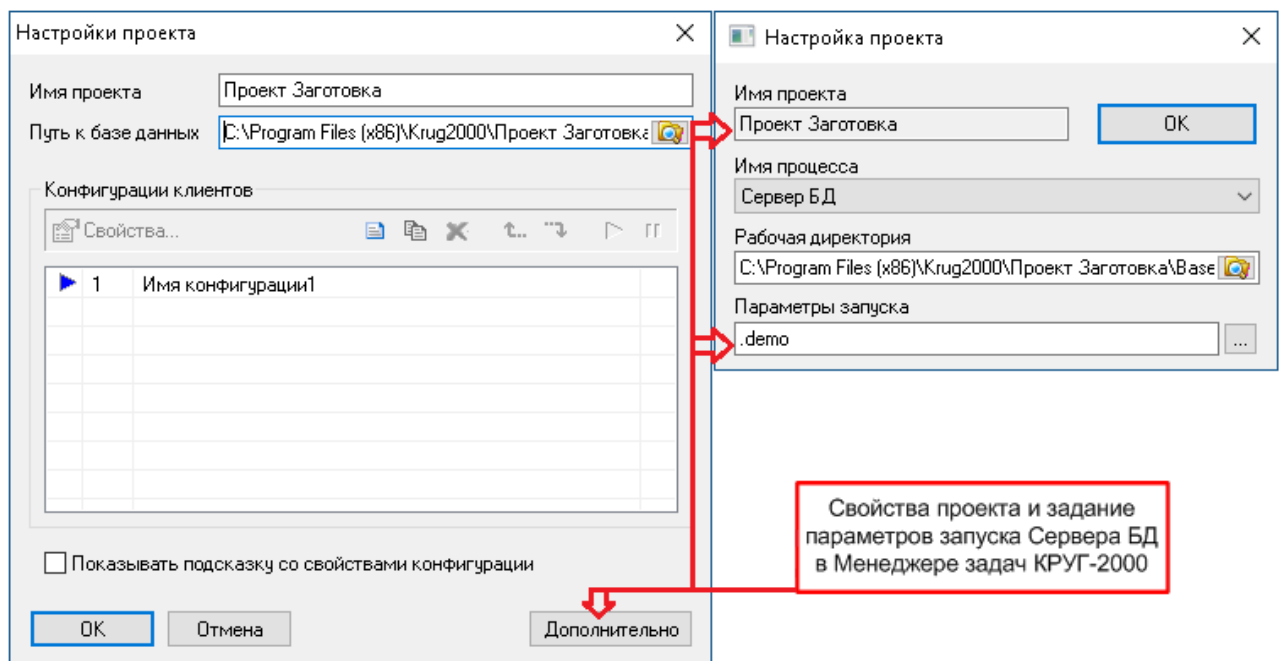 Настройки проекта
Имя проекта
Проект Заготовка
Путь к базе данных
C:\Program Files (x86)\Krug2000\Проект Заготовка
Конфигурации клиентов
Свойства...
1 Имя конфигурации1
Показывать подсказку со свойствами конфигурации
OK
Отмена
Дополнительно
Настройка проекта
Имя проекта
Проект Заготовка
OK
Имя процесса
Сервер БД
Рабочая директория
C:\Program Files (x86)\Krug2000\Проект Заготовка\Base
Параметры запуска
.demo
...
Свойства проекта и задание
параметров запуска Сервера БД
в Менеджере задач КРУГ-2000